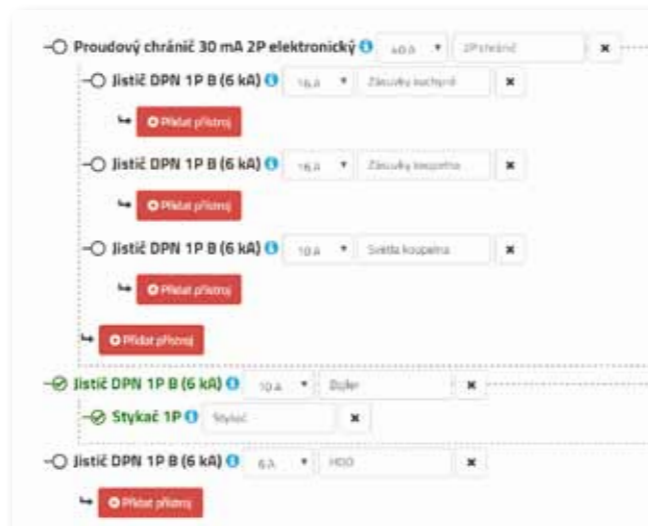 Proudový chránič 30 mA 2P elektronický 40 A 2P chránič
Jistič DPN 1P B (6 kA) 16 A Zásuvky kuchyně
Přidat přístroj
Jistič DPN 1P B (6 kA) 16 A Zásuvky koupelna
Přidat přístroj
Jistič DPN 1P B (6 kA) 10 A Světla koupelna
Přidat přístroj
Přidat přístroj
Jistič DPN 1P B (6 kA) 10 A Bojler
Stykač 1P Stykač
Jistič DPN 1P B (6 kA) 6 A HDO
Přidat přístroj